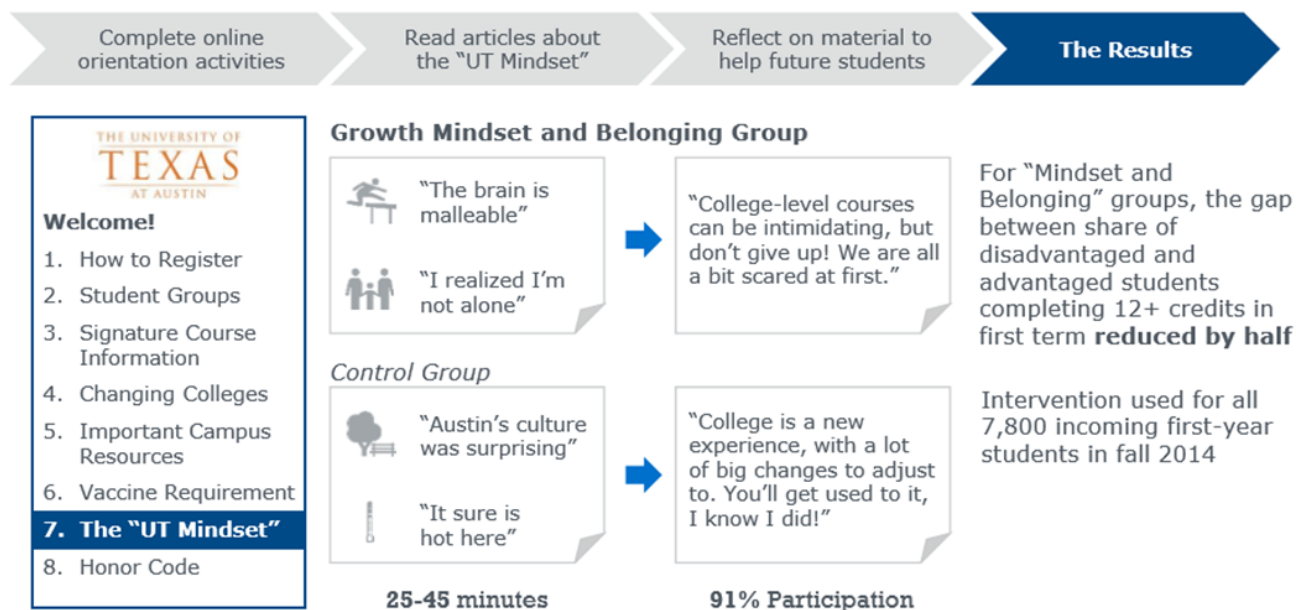 Complete online
orientation activities
Read articles about
the “UT Mindset”
Reflect on material to
help future students
The Results
THE UNIVERSITY OF
TEXAS
AT AUSTIN
Welcome!
1. How to Register
2. Student Groups
3. Signature Course
Information
4. Changing Colleges
5. Important Campus
Resources
6. Vaccine Requirement
7. The “UT Mindset”
8. Honor Code
Growth Mindset and Belonging Group
“The brain is
malleable”
“I realized I’m
not alone”
“College-level courses
can be intimidating, but
don’t give up! We are all
a bit scared at first.”
Control Group
“Austin’s culture
was surprising”
“It sure is
hot here”
“College is a new
experience, with a lot
of big changes to adjust
to. You’ll get used to it,
I know I did!”
25-45 minutes
91% Participation
For “Mindset and
Belonging” groups, the gap
between share of
disadvantaged and
advantaged students
completing 12+ credits in
first term reduced by half
Intervention used for all
7,800 incoming first-year
students in fall 2014